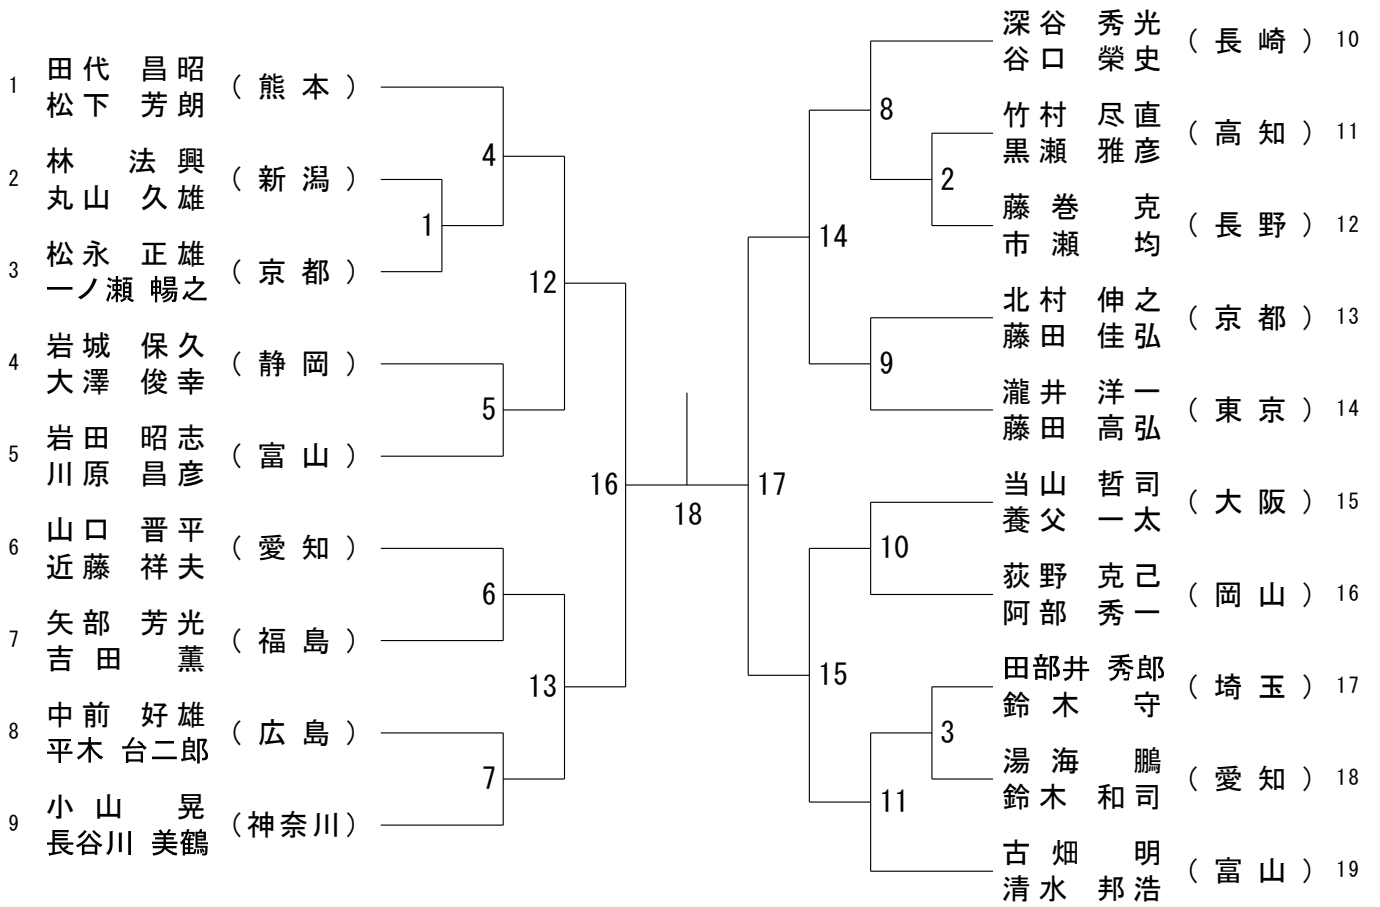 1 田代 昌昭 (熊本)
松下 芳朗
2 林 法興 (新潟)
丸山 久雄
3 松永 正雄 (京都)
一ノ瀬 暢之
4 岩城 保久 (静岡)
大澤 俊幸
5 岩田 昭志 (富山)
川原 昌彦
6 山口 晋平 (愛知)
近藤 祥夫
7 矢部 芳光 (福島)
吉田 薫
8 中前 好雄 (広島)
平木 台二郎
9 小山 晃 (神奈川)
長谷川 美鶴
4
1
12
5
16
6
13
7
18
17
14
8
2
9
15
10
3
11
深谷 秀光 (長崎) 10
谷口 榮史
竹村 尽直 (高知) 11
黒瀬 雅彦
藤巻 克 (長野) 12
市瀬 均
北村 伸之 (京都) 13
藤田 佳弘
瀧井 洋一 (東京) 14
藤田 高弘
当山 哲司 (大阪) 15
養父 一太
荻野 克己 (岡山) 16
阿部 秀一
田部井 秀郎 (埼玉) 17
鈴木 守
湯海 鵬 (愛知) 18
鈴木 和司
古畑 明 (富山) 19
清水 邦浩